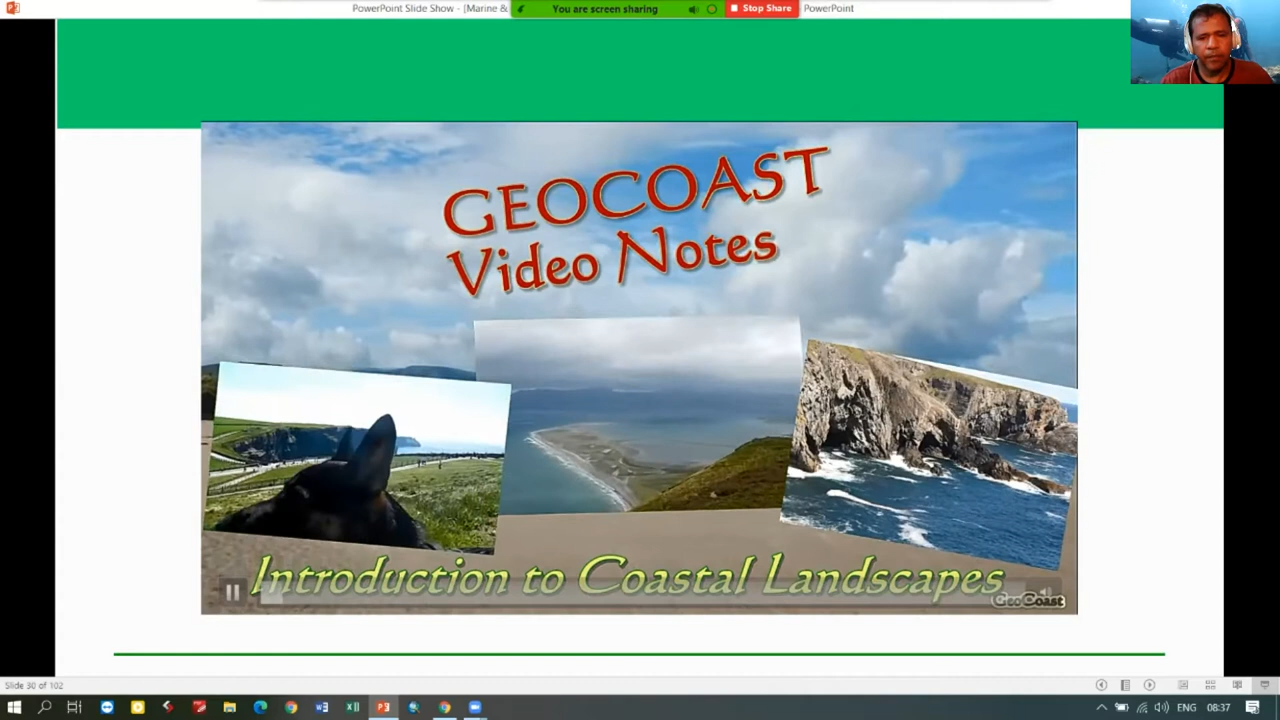 PowerPoint Slide Show - [Marine &
You are screen sharing
Stop Share
PowerPoint
GEOCOAST
Video Notes
Introduction to Coastal Landscapes
GeoCoast
Slide 30 of 102
ENG
08:37